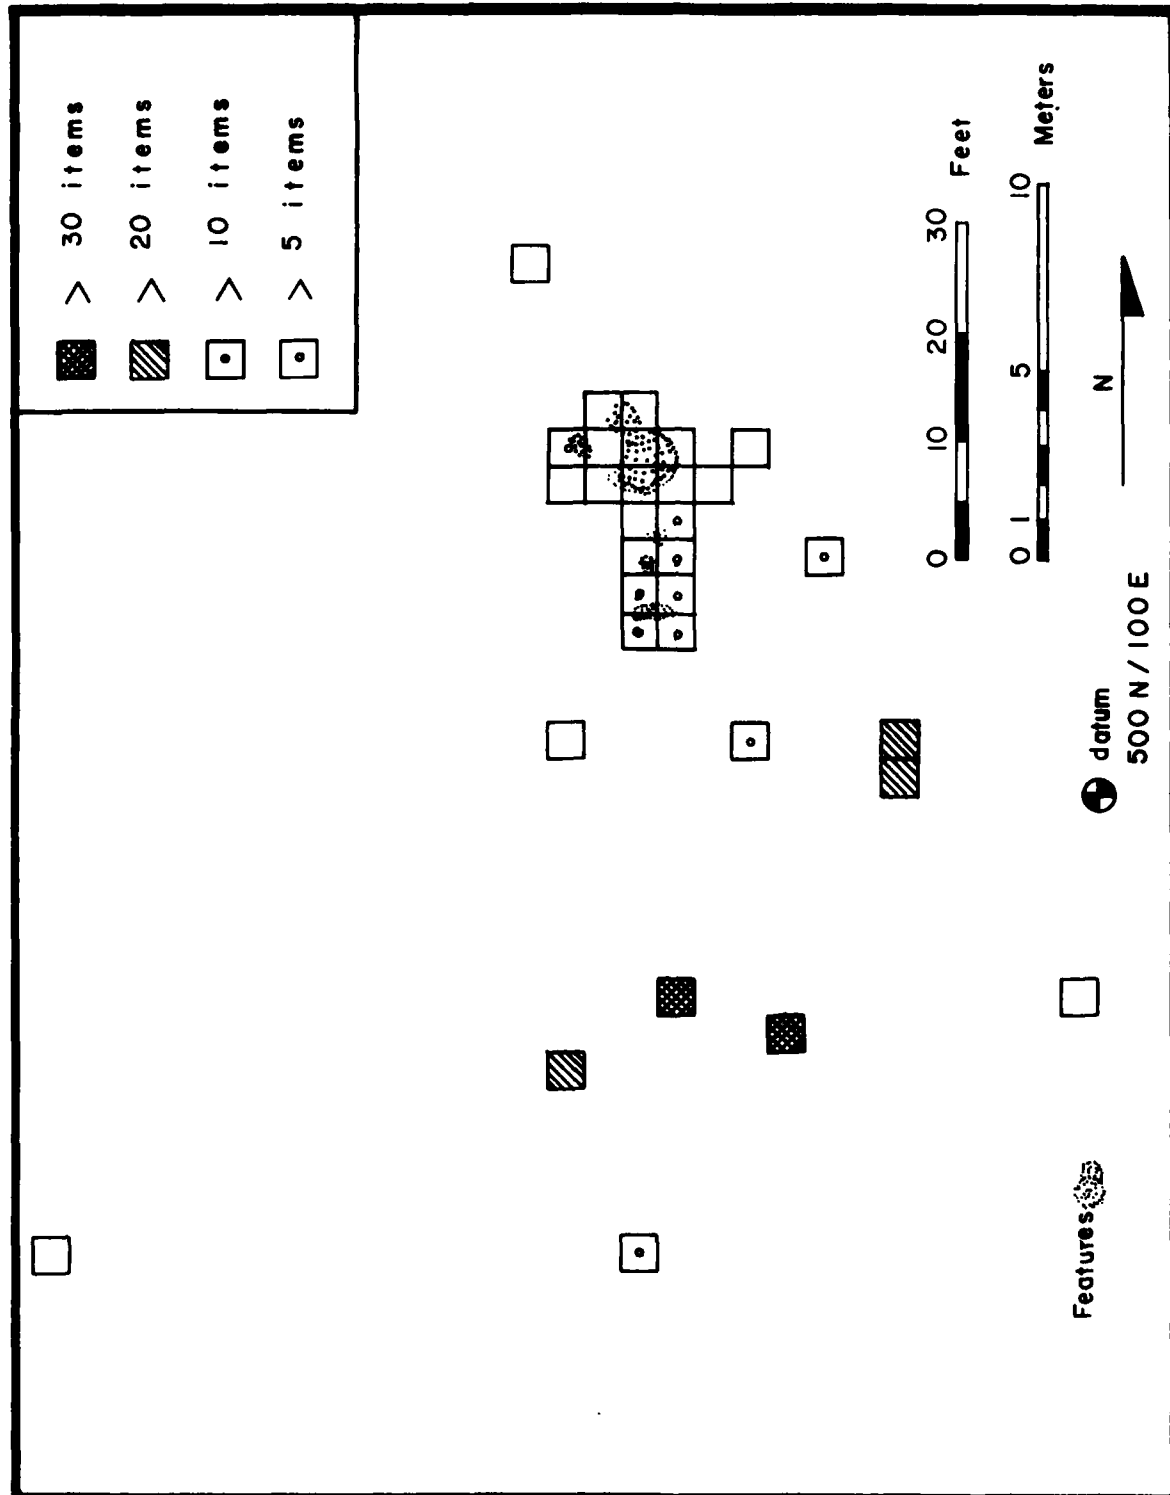 > 30 items
> 20 items
> 10 items
> 5 items
0 10 20 30 Feet
0 1 5 10 Meters
N
datum
500 N / 100 E
Features